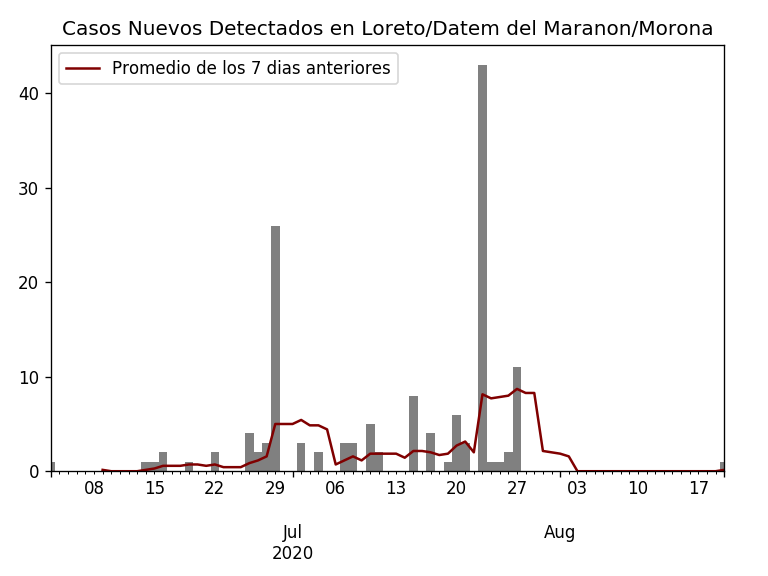 Casos Nuevos Detectados en Loreto/Datem del Maranon/Morona
Promedio de los 7 dias anteriores
40
30
20
10
0
08 15 22 29 06 13 20 27 03 10 17
Jul Aug
2020